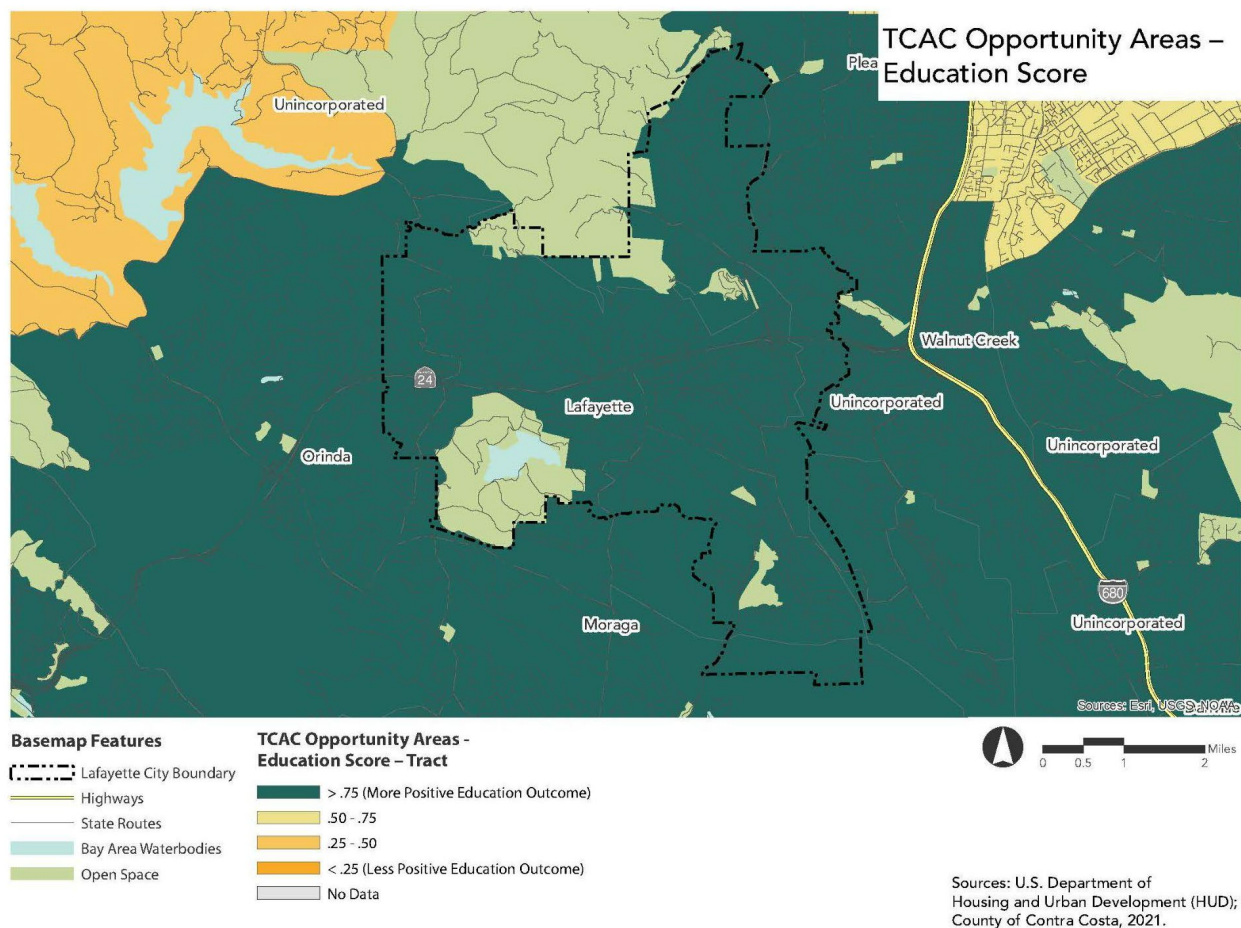 TCAC Opportunity Areas –
Education Score
Plea
Unincorporated
Walnut Creek
24
Lafayette
Unincorporated
Unincorporated
Orinda
680
Moraga
Unincorporated
Sources: Esri, USGS, NOAA
Basemap Features
Lafayette City Boundary
Highways
State Routes
Bay Area Waterbodies
Open Space
TCAC Opportunity Areas -
Education Score – Tract
> .75 (More Positive Education Outcome)
.50 - .75
.25 - .50
< .25 (Less Positive Education Outcome)
No Data
Miles
0 0.5 1 2
Sources: U.S. Department of
Housing and Urban Development (HUD);
County of Contra Costa, 2021.